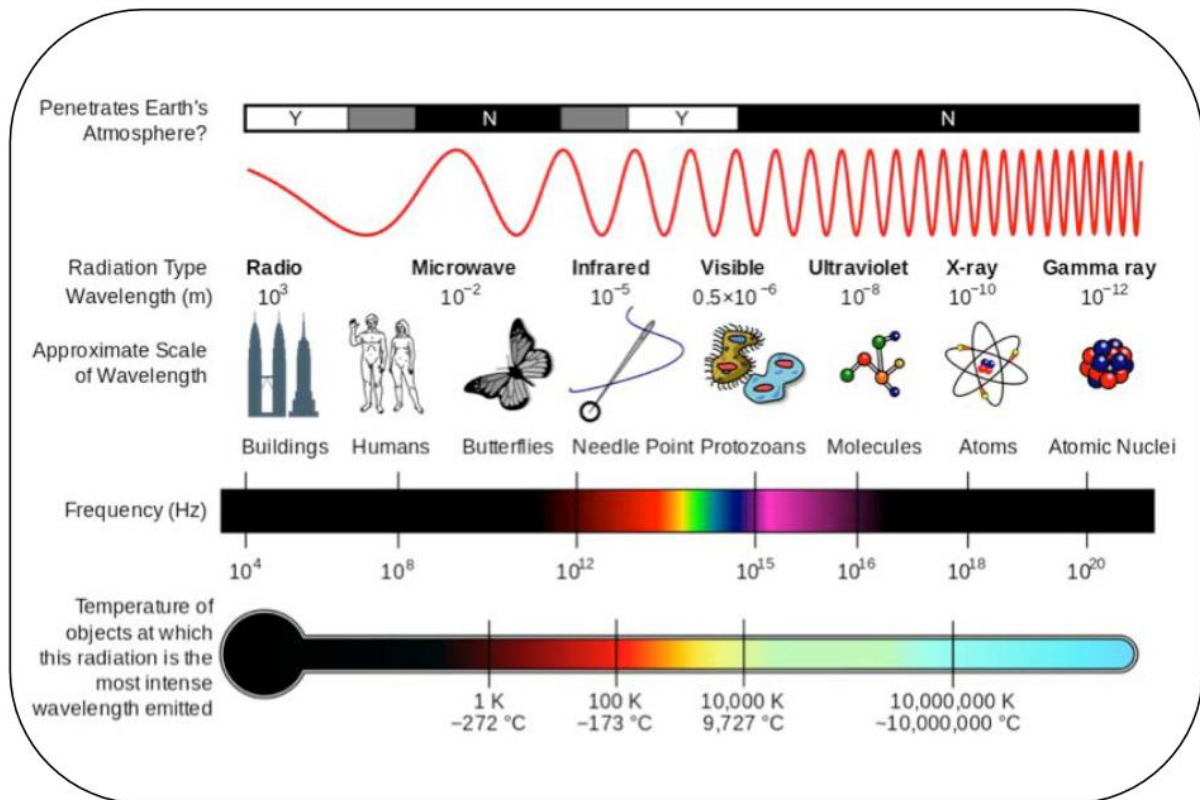 Penetrates Earth's
Atmosphere?
Y N Y N
Radiation Type Radio Microwave Infrared Visible Ultraviolet X-ray Gamma ray
Wavelength (m) 10³ 10⁻² 10⁻⁵ 0.5×10⁻⁶ 10⁻⁸ 10⁻¹⁰ 10⁻¹²
Approximate Scale
of Wavelength
Buildings Humans Butterflies Needle Point Protozoans Molecules Atoms Atomic Nuclei
Frequency (Hz)
10⁴ 10⁸ 10¹² 10¹⁵ 10¹⁶ 10¹⁸ 10²⁰
Temperature of
objects at which
this radiation is the
most intense
wavelength emitted
1 K 100 K 10,000 K 10,000,000 K
−272 °C −173 °C 9,727 °C ~10,000,000 °C